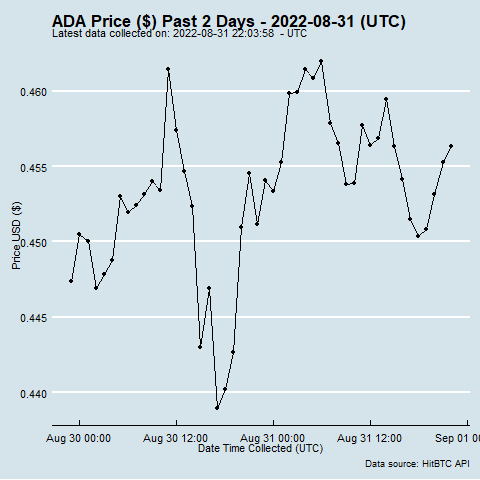 ADA Price ($) Past 2 Days - 2022-08-31 (UTC)
Latest data collected on: 2022-08-31 22:03:58 - UTC
0.460
0.455
0.450
0.445
0.440
Price USD ($)
Aug 30 00:00
Aug 30 12:00
Aug 31 00:00
Aug 31 12:00
Sep 01 0
Date Time Collected (UTC)
Data source: HitBTC API